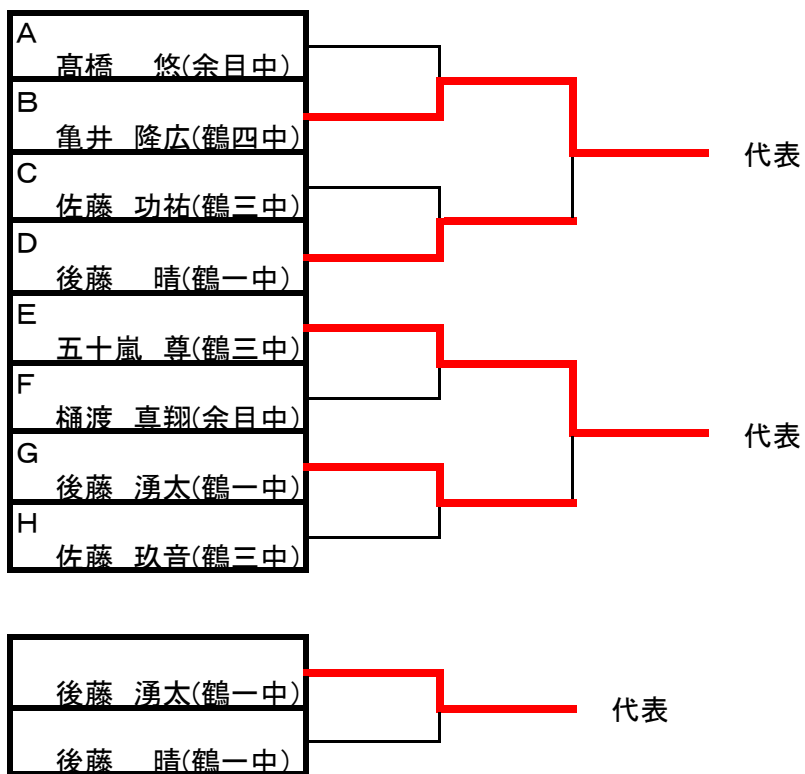 A
髙橋 悠(余目中)
B
亀井 隆広(鶴四中)
代表
C
佐藤 功祐(鶴三中)
D
後藤 晴(鶴一中)
E
五十嵐 尊(鶴三中)
F
樋渡 真翔(余目中)
代表
G
後藤 湧太(鶴一中)
H
佐藤 玖音(鶴三中)
後藤 湧太(鶴一中)
代表
後藤 晴(鶴一中)